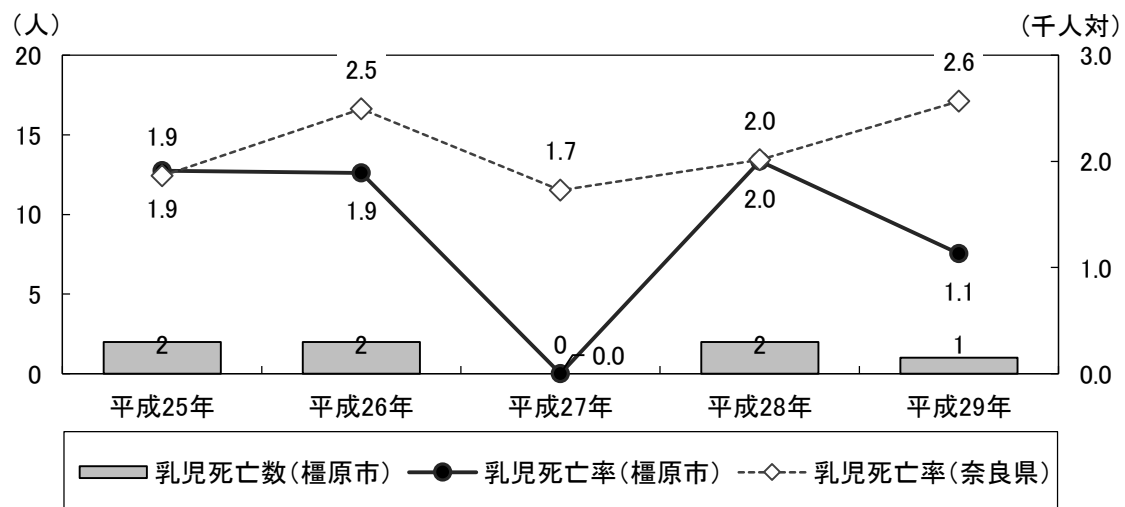 （人）
（千人対）
20
15
10
5
0
3.0
2.0
1.0
0.0
1.9
2.5
1.7
2.0
2.6
1.9
1.9
0.0
2.0
1.1
2
2
0
2
1
平成25年
平成26年
平成27年
平成28年
平成29年
乳児死亡数（橿原市）
乳児死亡率（橿原市）
乳児死亡率（奈良県）